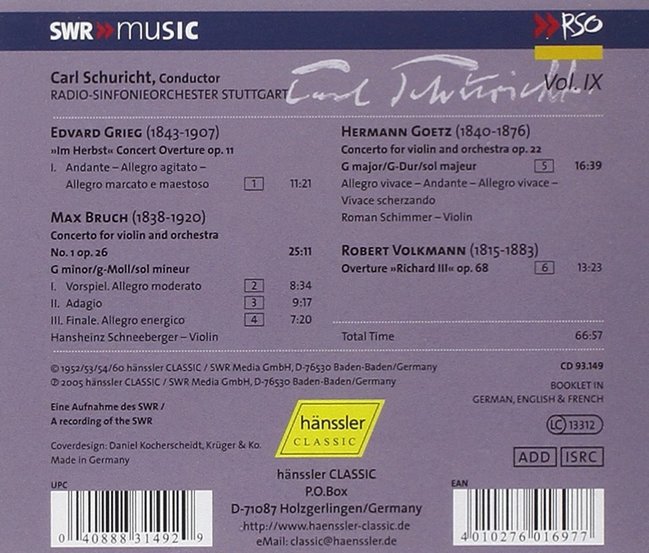 SWR»MUSIC
»RSO
Carl Schuricht, Conductor
RADIO-SINFONIEORCHESTER STUTTGART
Carl Schuricht
Vol. IX
EDVARD GRIEG (1843-1907)
»Im Herbst« Concert Overture op. 11
I. Andante – Allegro agitato –
Allegro marcato e maestoso 1 11:21
MAX BRUCH (1838-1920)
Concerto for violin and orchestra
No. 1 op. 26 25:11
G minor/g-Moll/sol mineur
I. Vorspiel. Allegro moderato 2 8:34
II. Adagio 3 9:17
III. Finale. Allegro energico 4 7:20
Hansheinz Schneeberger – Violin
HERMANN GOETZ (1840-1876)
Concerto for violin and orchestra op. 22
G major/G-Dur/sol majeur 5 16:39
Allegro vivace – Andante – Allegro vivace –
Vivace scherzando
Roman Schimmer – Violin
ROBERT VOLKMANN (1815-1883)
Overture »Richard III« op. 68 6 13:23
Total Time 66:57
© 1952/53/54/60 hänssler CLASSIC / SWR Media GmbH, D-76530 Baden-Baden/Germany
℗ 2005 hänssler CLASSIC / SWR Media GmbH, D-76530 Baden-Baden/Germany
CD 93.149
Eine Aufnahme des SWR /
A recording of the SWR
BOOKLET IN
GERMAN, ENGLISH & FRENCH
hänssler
CLASSIC
LC 13312
Coverdesign: Daniel Kocherscheidt, Krüger & Ko.
Made in Germany
ADD ISRC
hänssler CLASSIC
P.O.Box
D-71087 Holzgerlingen/Germany
http://www.haenssler-classic.de
eMail: classic@haenssler.de
UPC
0 40888 31492 9
EAN
4 010276 016977